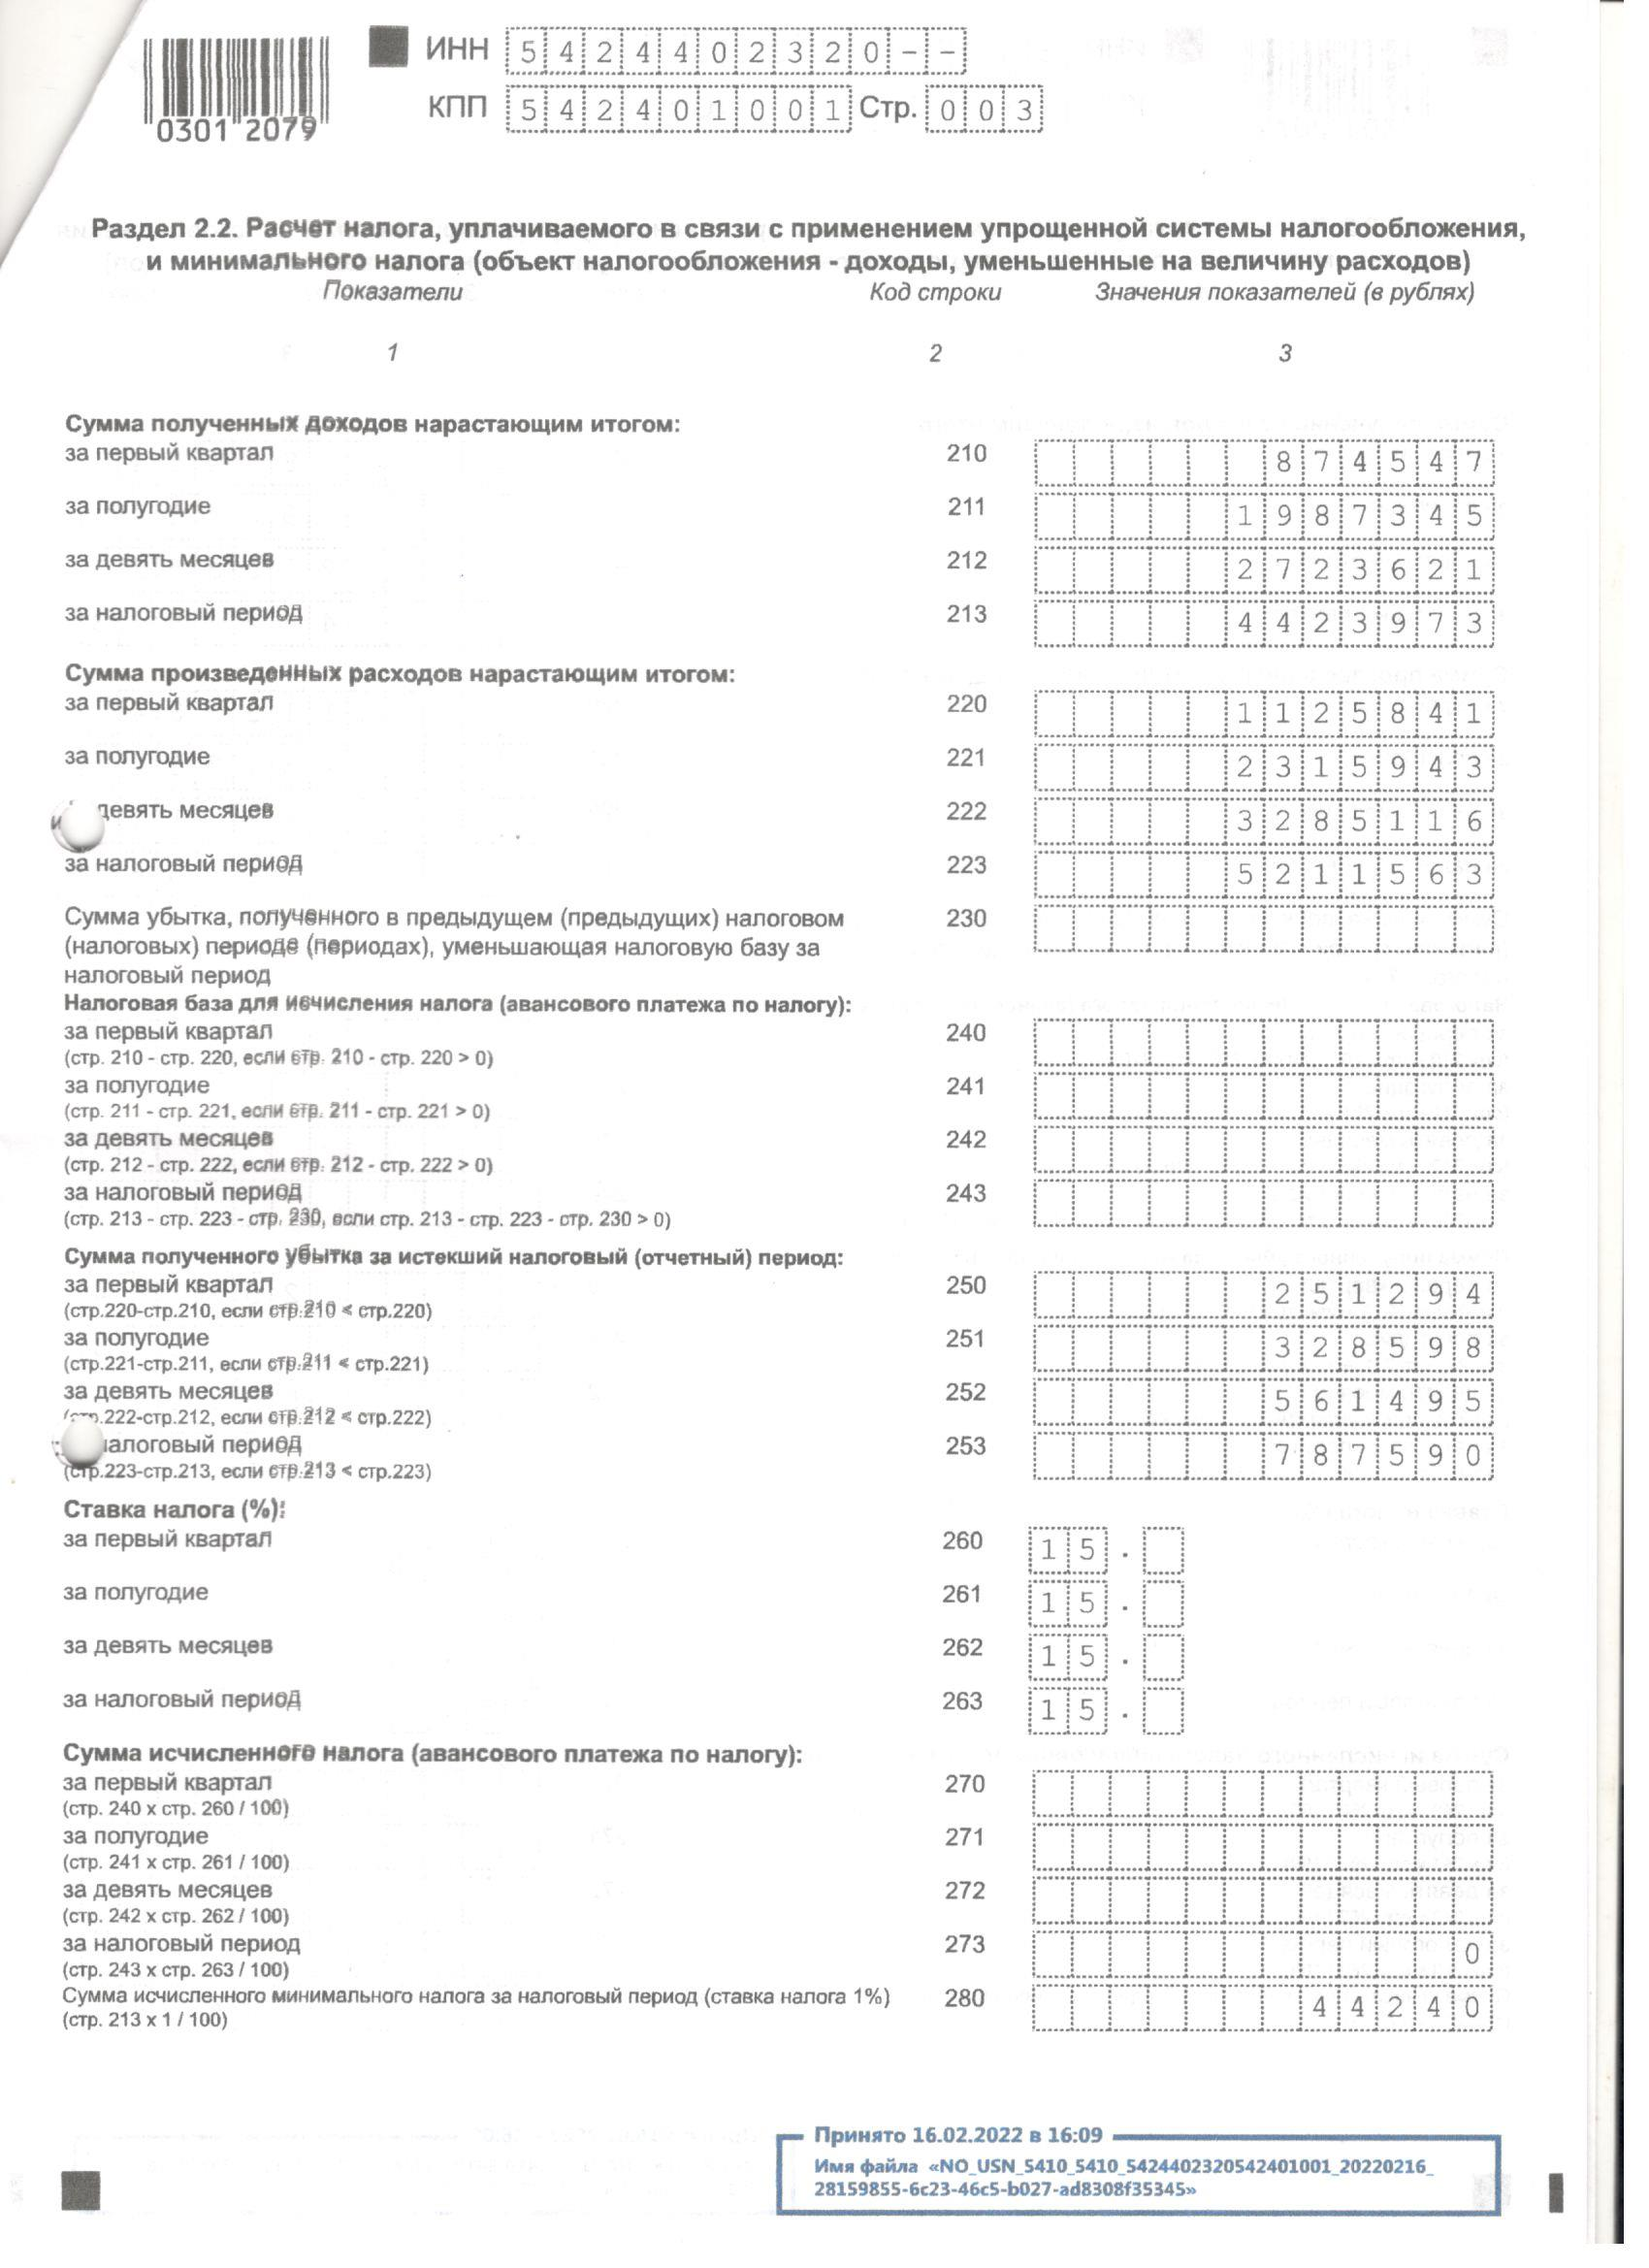 ИНН 5424402320--
КПП 542401001 Стр. 003
0301 2079
Раздел 2.2. Расчет налога, уплачиваемого в связи с применением упрощенной системы налогообложения,
и минимального налога (объект налогообложения - доходы, уменьшенные на величину расходов)
Показатели Код строки Значения показателей (в рублях)
1 2 3
Сумма полученных доходов нарастающим итогом:
за первый квартал 210 874547
за полугодие 211 1987345
за девять месяцев 212 2723621
за налоговый период 213 4423973
Сумма произведенных расходов нарастающим итогом:
за первый квартал 220 1125841
за полугодие 221 2315943
девять месяцев 222 3285116
за налоговый период 223 5211563
Сумма убытка, полученного в предыдущем (предыдущих) налоговом 230
(налоговых) периоде (периодах), уменьшающая налоговую базу за
налоговый период
Налоговая база для исчисления налога (авансового платежа по налогу):
за первый квартал 240
(стр. 210 - стр. 220, если стр. 210 - стр. 220 > 0)
за полугодие 241
(стр. 211 - стр. 221, если стр. 211 - стр. 221 > 0)
за девять месяцев 242
(стр. 212 - стр. 222, если стр. 212 - стр. 222 > 0)
за налоговый период 243
(стр. 213 - стр. 223 - стр. 230, если стр. 213 - стр. 223 - стр. 230 > 0)
Сумма полученного убытка за истекший налоговый (отчетный) период:
за первый квартал 250 251294
(стр.220-стр.210, если стр.210 < стр.220)
за полугодие 251 328598
(стр.221-стр.211, если стр.211 < стр.221)
за девять месяцев 252 561495
(стр.222-стр.212, если стр.212 < стр.222)
налоговый период 253 787590
(стр.223-стр.213, если стр.213 < стр.223)
Ставка налога (%):
за первый квартал 260 15.
за полугодие 261 15.
за девять месяцев 262 15.
за налоговый период 263 15.
Сумма исчисленного налога (авансового платежа по налогу):
за первый квартал 270
(стр. 240 х стр. 260 / 100)
за полугодие 271
(стр. 241 х стр. 261 / 100)
за девять месяцев 272
(стр. 242 х стр. 262 / 100)
за налоговый период 273 0
(стр. 243 х стр. 263 / 100)
Сумма исчисленного минимального налога за налоговый период (ставка налога 1%) 280 44240
(стр. 213 х 1 / 100)
Принято 16.02.2022 в 16:09
Имя файла «NO_USN_5410_5410_5424402320542401001_20220216_
28159855-6c23-46c5-b027-ad8308f35345»